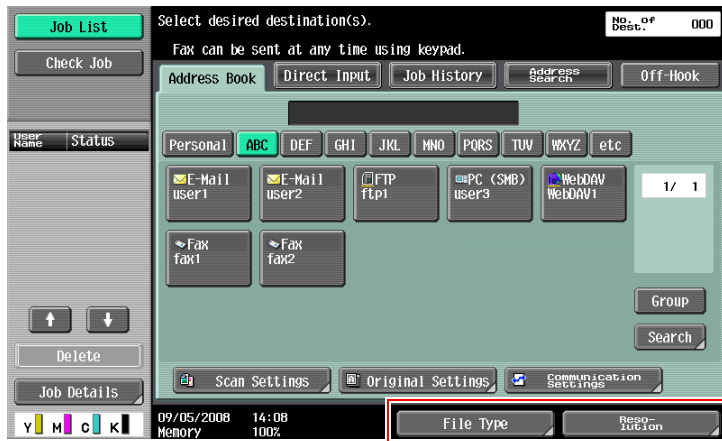 Job List
Check Job
User Name Status
Delete
Job Details
Y M C K
Select desired destination(s).
Fax can be sent at any time using keypad.
No. of Dest. 000
Address Book Direct Input Job History Address Search Off-Hook
Personal ABC DEF GHI JKL MNO PQRS TUV WXYZ etc
E-Mail E-Mail FTP PC (SMB) WebDAV
user1 user2 ftp1 user3 WebDAV1
1/ 1
Fax Fax
fax1 fax2
Group
Search
Scan Settings Original Settings Communication Settings
09/05/2008 14:08
Memory 100%
File Type
Reso-
lution